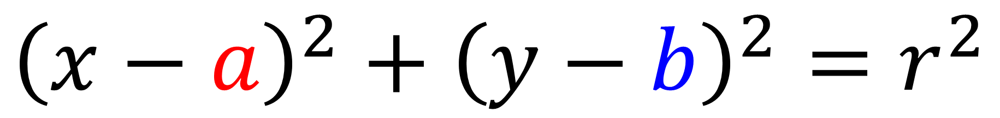 (x − a)² + (y − b)² = r²